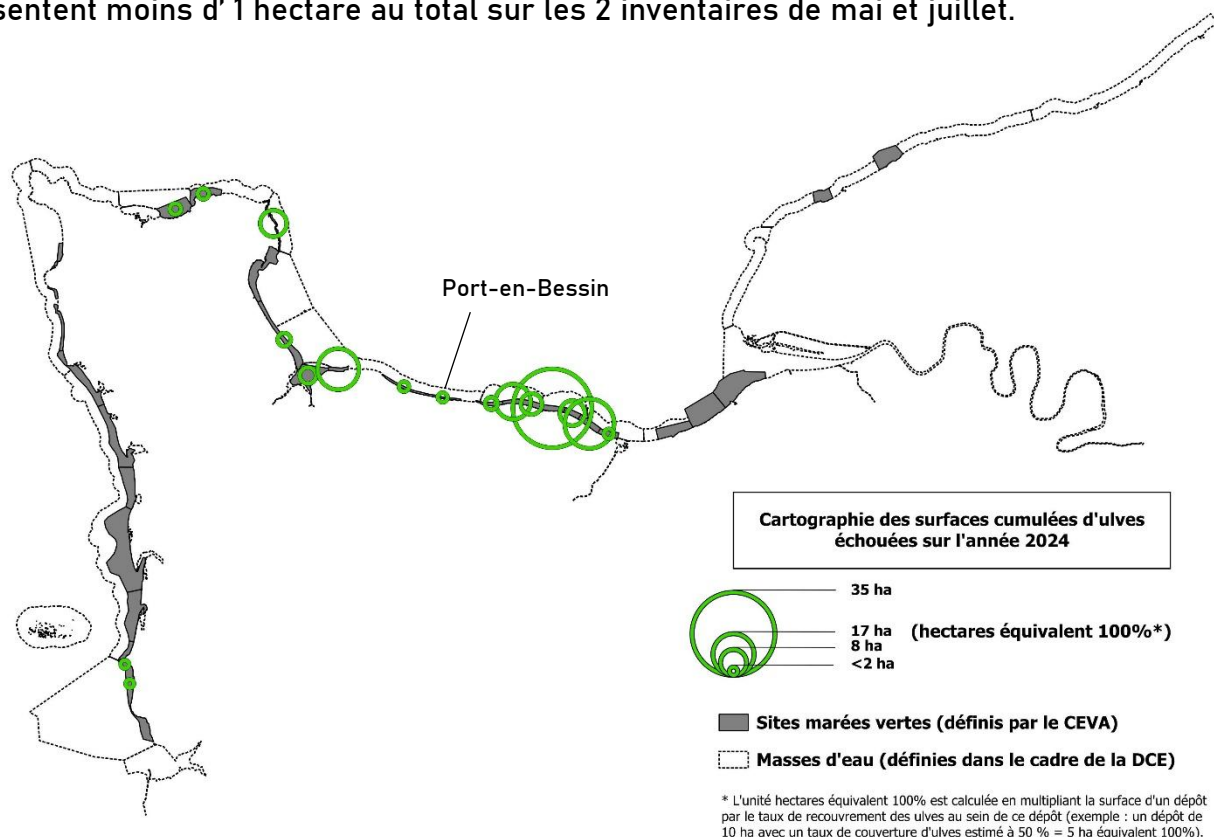 sentent moins d' 1 hectare au total sur les 2 inventaires de mai et juillet.
Port-en-Bessin
Cartographie des surfaces cumulées d'ulves
échouées sur l'année 2024
35 ha
17 ha (hectares équivalent 100%*)
8 ha
<2 ha
Sites marées vertes (définis par le CEVA)
Masses d'eau (définies dans le cadre de la DCE)
* L'unité hectares équivalent 100% est calculée en multipliant la surface d'un dépôt
par le taux de recouvrement des ulves au sein de ce dépôt (exemple : un dépôt de
10 ha avec un taux de couverture d'ulves estimé à 50 % = 5 ha équivalent 100%).